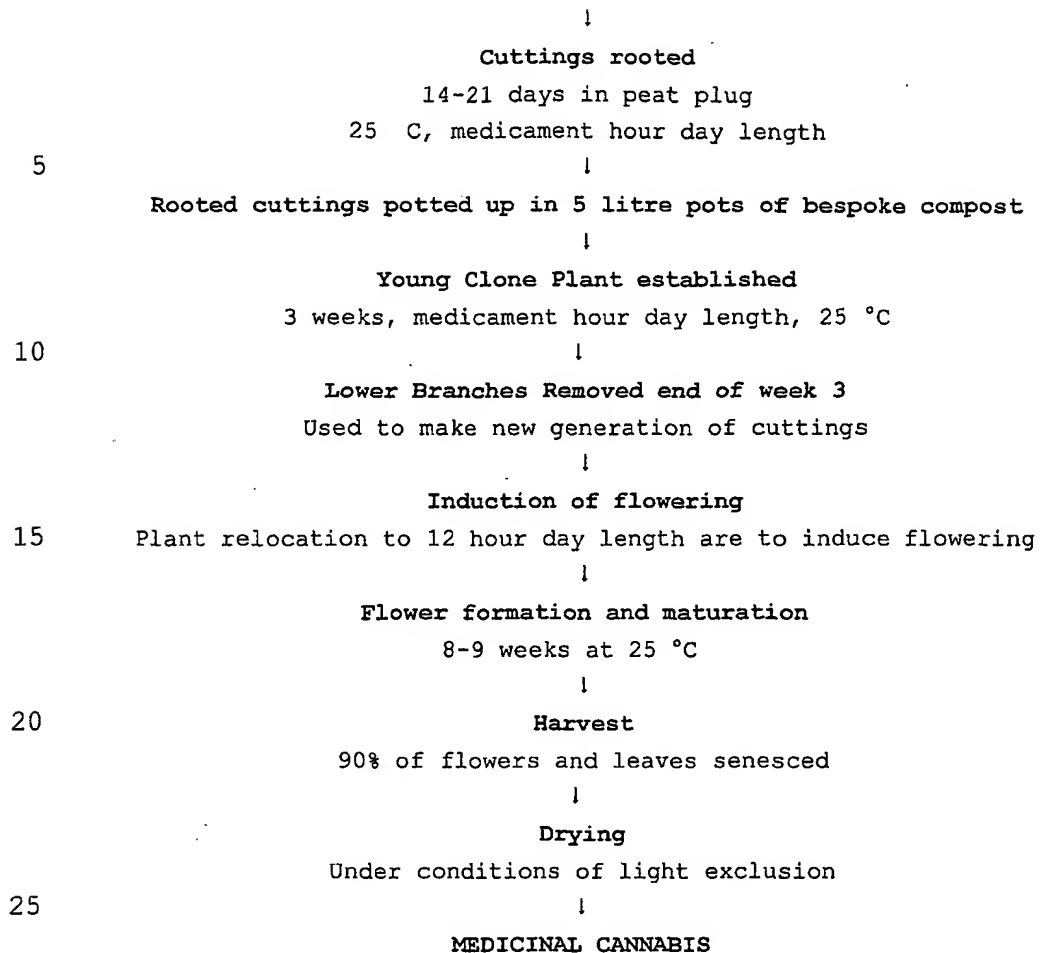 ↓
Cuttings rooted
14-21 days in peat plug
25 C, medicament hour day length
5 ↓
Rooted cuttings potted up in 5 litre pots of bespoke compost
↓
Young Clone Plant established
3 weeks, medicament hour day length, 25 °C
10 ↓
Lower Branches Removed end of week 3
Used to make new generation of cuttings
↓
Induction of flowering
15 Plant relocation to 12 hour day length are to induce flowering
↓
Flower formation and maturation
8-9 weeks at 25 °C
↓
20 Harvest
90% of flowers and leaves senesced
↓
Drying
Under conditions of light exclusion
25 ↓
MEDICINAL CANNABIS